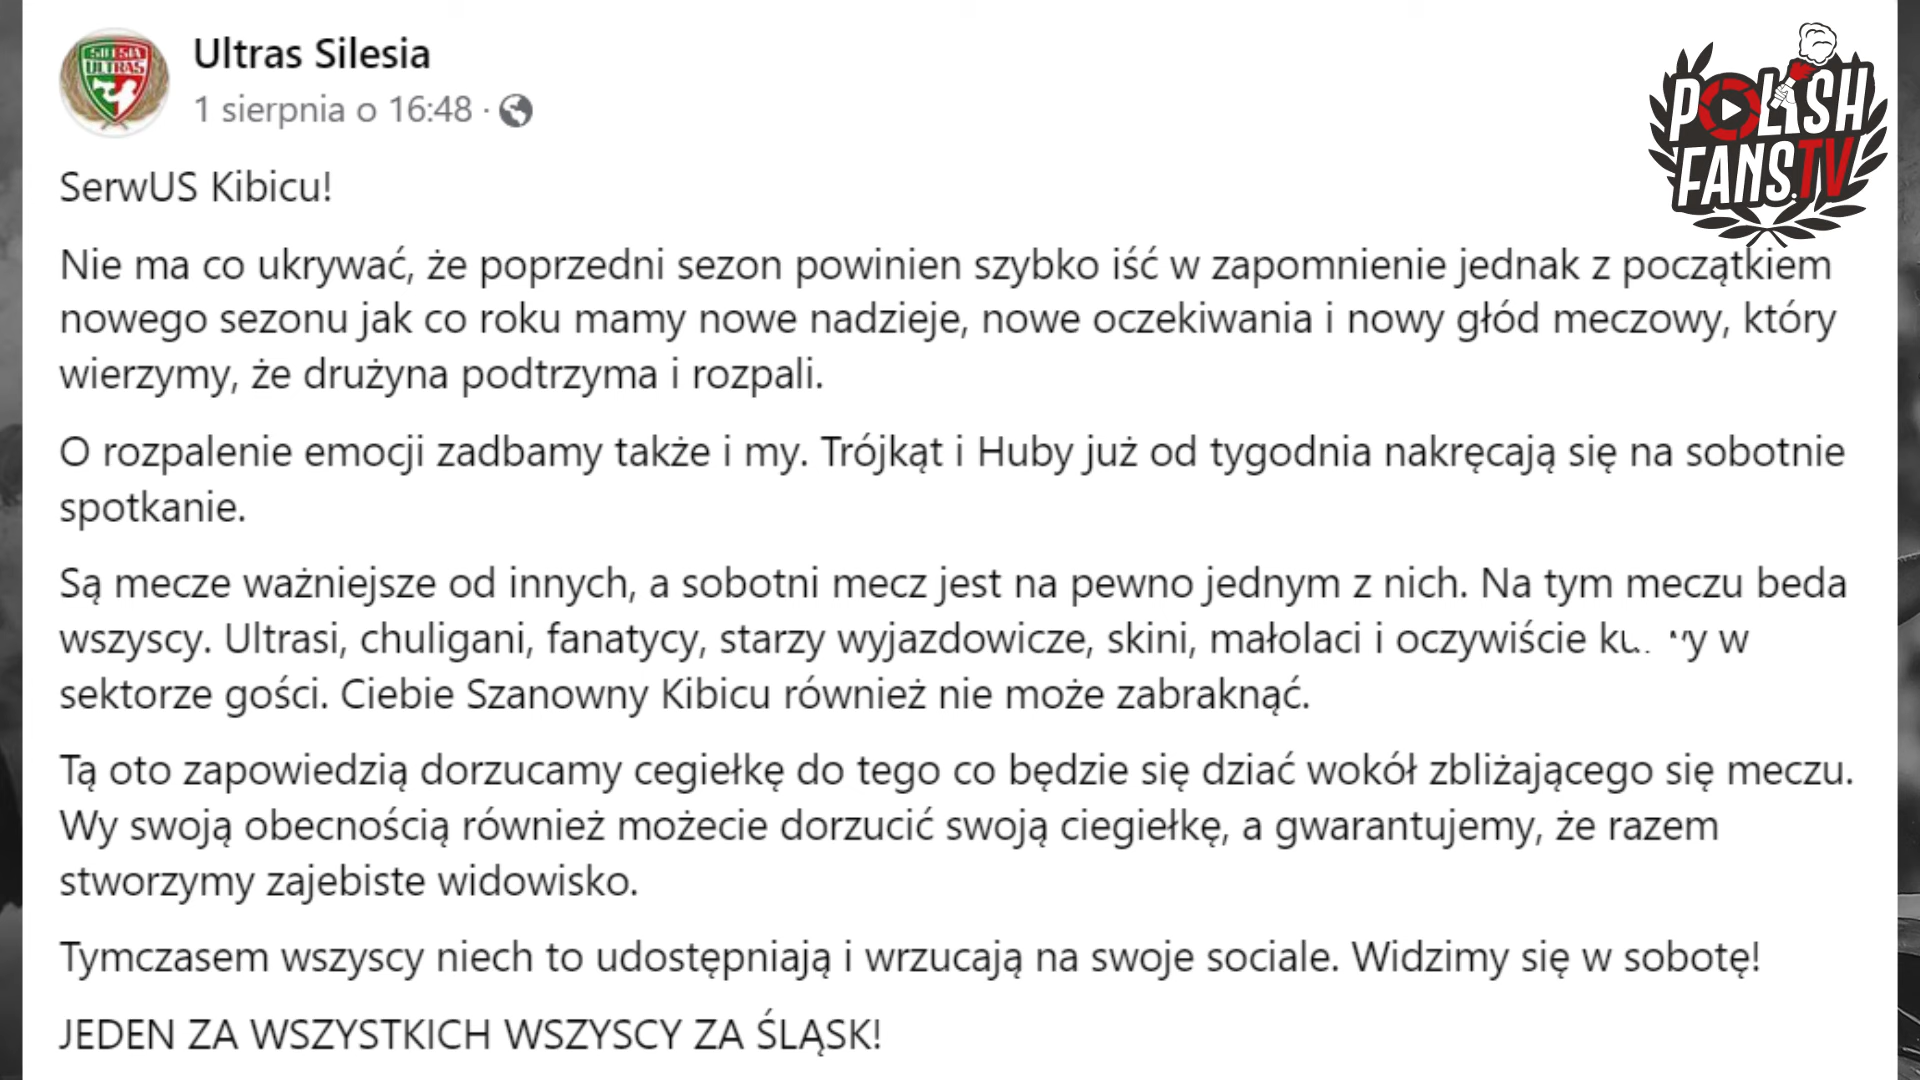 SILESIA
ULTRAS
Ultras Silesia
1 sierpnia o 16:48 ·
POLISH
FANS.TV
SerwUS Kibicu!
Nie ma co ukrywać, że poprzedni sezon powinien szybko iść w zapomnienie jednak z początkiem
nowego sezonu jak co roku mamy nowe nadzieje, nowe oczekiwania i nowy głód meczowy, który
wierzymy, że drużyna podtrzyma i rozpali.
O rozpalenie emocji zadbamy także i my. Trójkąt i Huby już od tygodnia nakręcają się na sobotnie
spotkanie.
Są mecze ważniejsze od innych, a sobotni mecz jest na pewno jednym z nich. Na tym meczu beda
wszyscy. Ultrasi, chuligani, fanatycy, starzy wyjazdowicze, skini, małolaci i oczywiście w
sektorze gości. Ciebie Szanowny Kibicu również nie może zabraknąć.
Tą oto zapowiedzią dorzucamy cegiełkę do tego co będzie się dziać wokół zbliżającego się meczu.
Wy swoją obecnością również możecie dorzucić swoją ciegiełkę, a gwarantujemy, że razem
stworzymy zajebiste widowisko.
Tymczasem wszyscy niech to udostępniają i wrzucają na swoje sociale. Widzimy się w sobotę!
JEDEN ZA WSZYSTKICH WSZYSCY ZA ŚLĄSK!